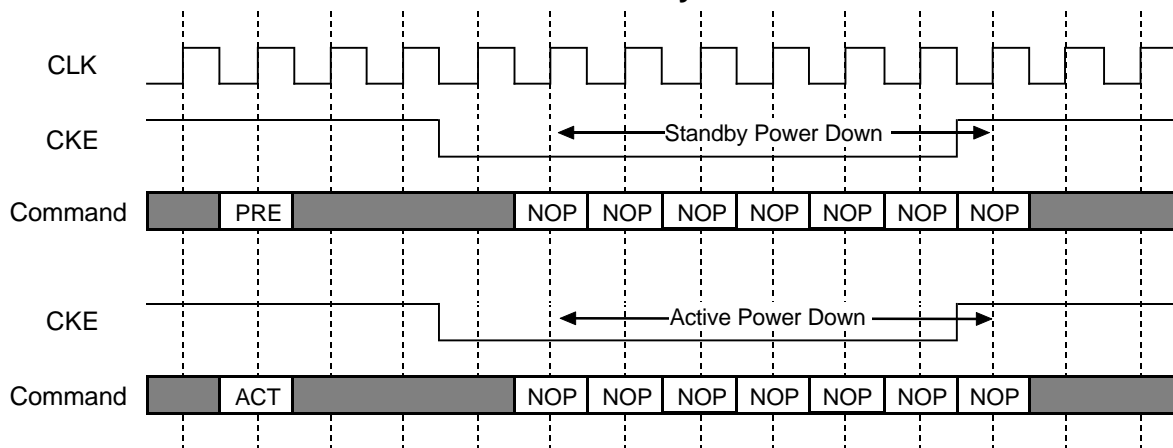 CLK
CKE
Standby Power Down
Command
PRE
NOP NOP NOP NOP NOP NOP NOP
CKE
Active Power Down
Command
ACT
NOP NOP NOP NOP NOP NOP NOP